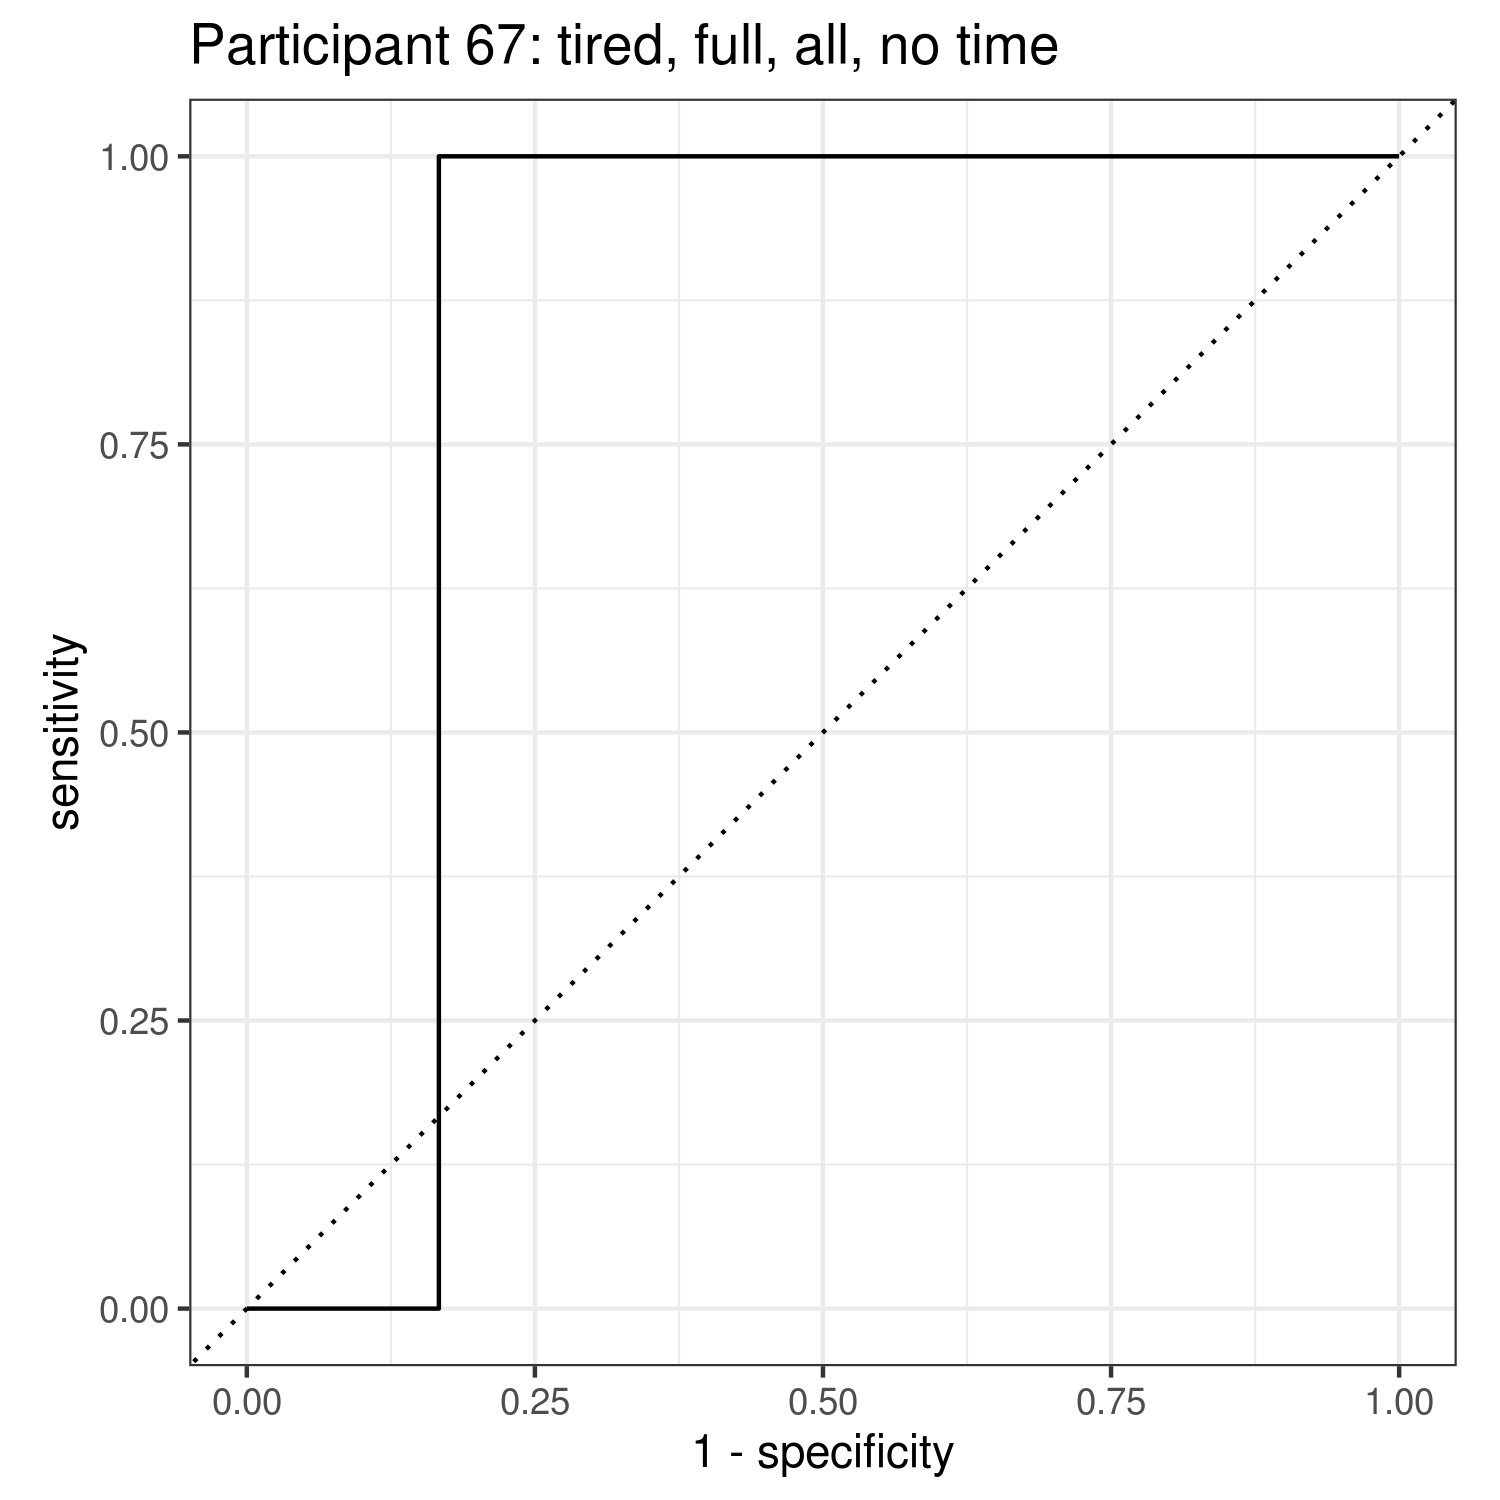 Participant 67: tired, full, all, no time
1.00
0.75
0.50
0.25
0.00
sensitivity
0.00 0.25 0.50 0.75 1.00
1 - specificity